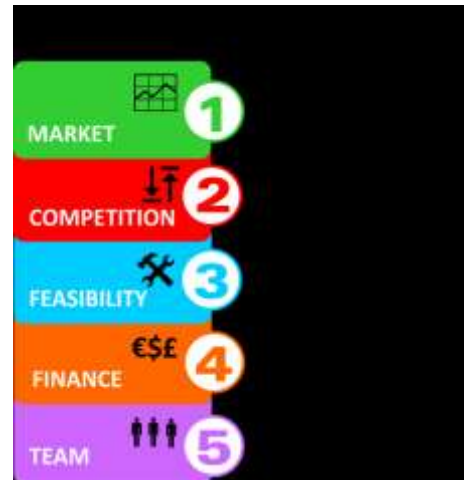 1
MARKET
2
COMPETITION
3
FEASIBILITY
€$£
4
FINANCE
5
TEAM